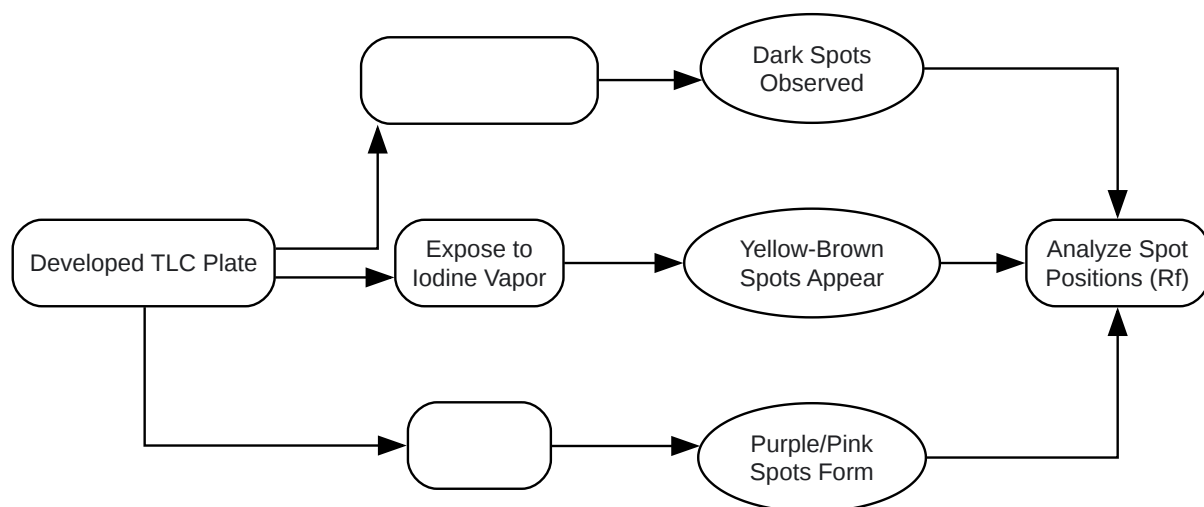 Dark Spots
Observed
Developed TLC Plate
Expose to
Iodine Vapor
Yellow-Brown
Spots Appear
Analyze Spot
Positions (Rf)
Purple/Pink
Spots Form